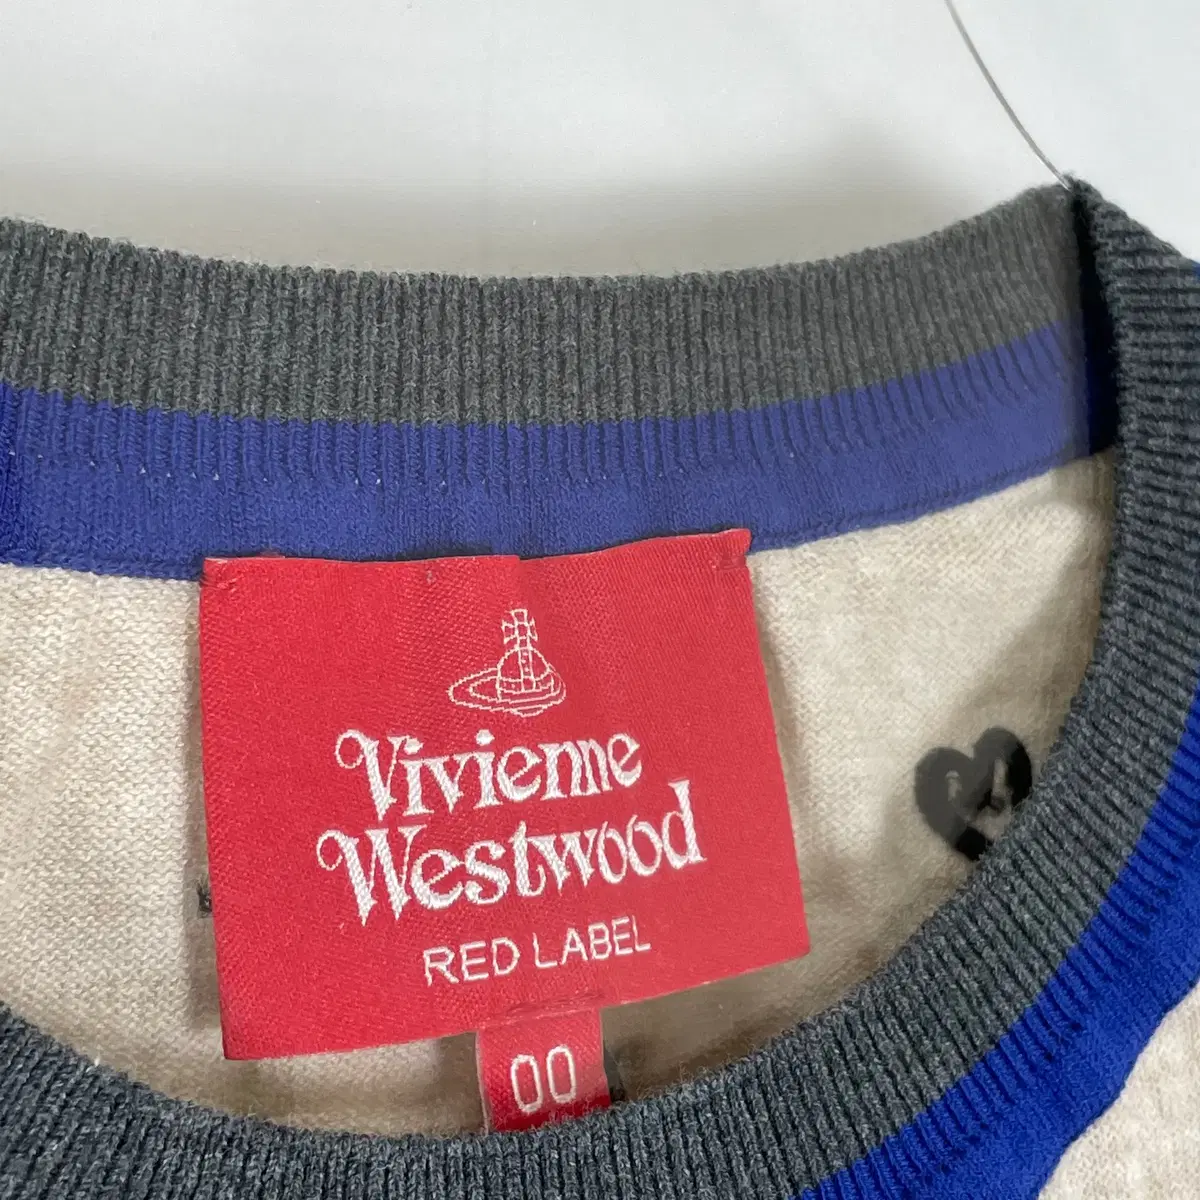 Vivienne
Westwood
RED LABEL
00